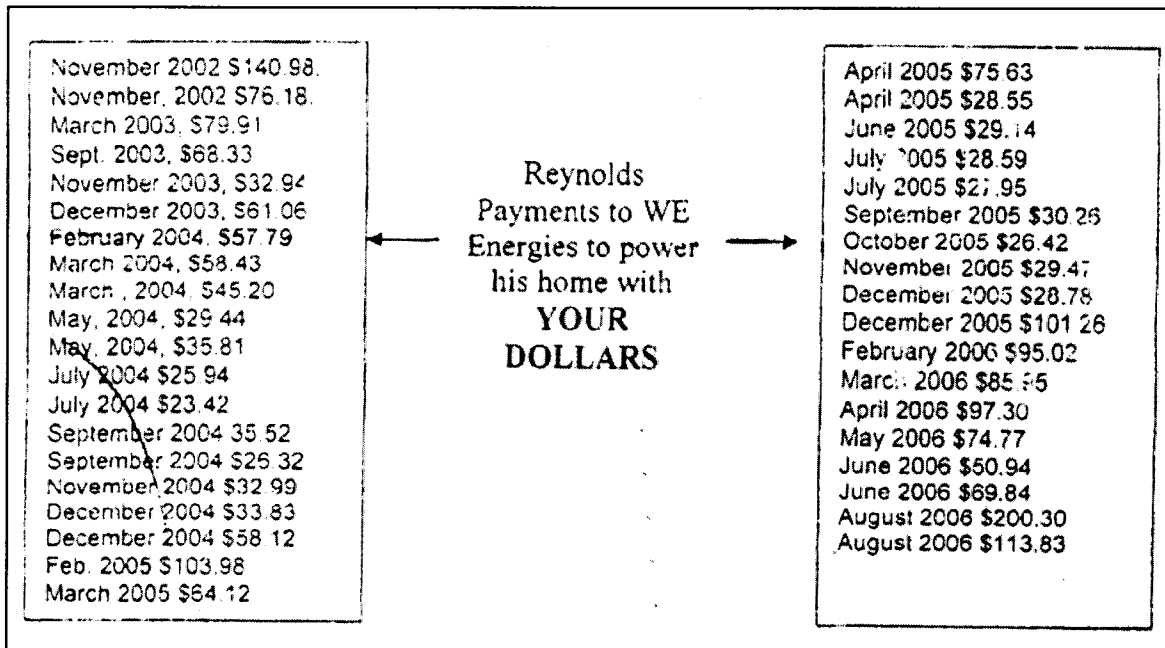 November 2002 $140.98.
November, 2002 $76.18.
March 2003, $79.91
Sept. 2003, $68.33
November 2003, $32.94
December 2003, $61.06
February 2004, $57.79
March 2004, $58.43
March , 2004, $45.20
May, 2004, $29.44
May, 2004, $35.81
July 2004 $25.94
July 2004 $23.42
September 2004 35.52
September 2004 $26.32
November 2004 $32.99
December 2004 $33.83
December 2004 $58.12
Feb. 2005 $103.98
March 2005 $64.12
Reynolds
Payments to WE
Energies to power
his home with
YOUR
DOLLARS
April 2005 $75.63
April 2005 $28.55
June 2005 $29.14
July 2005 $28.59
July 2005
September 2005 $30.26
October 2005 $26.42
November 2005 $29.47
December 2005 $28.78
December 2005 $101.26
February 2006 $95.02
March 2006
April 2006 $97.30
May 2006 $74.77
June 2006 $50.94
June 2006 $69.84
August 2006 $200.30
August 2006 $113.83